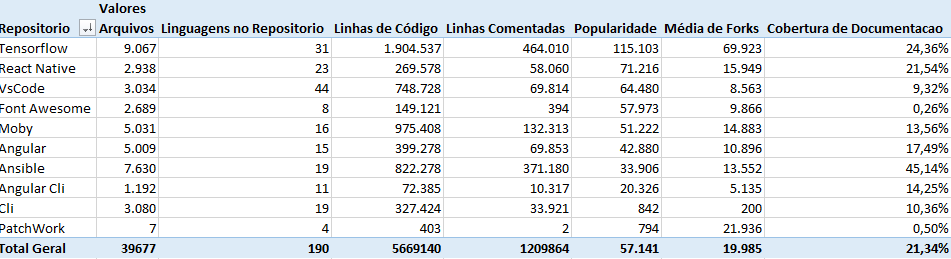 Valores
Repositorio Arquivos Linguagens no Repositorio Linhas de Código Linhas Comentadas Popularidade Média de Forks Cobertura de Documentacao
Tensorflow 9.067 31 1.904.537 464.010 115.103 69.923 24,36%
React Native 2.938 23 269.578 58.060 71.216 15.949 21,54%
VsCode 3.034 44 748.728 69.814 64.480 8.563 9,32%
Font Awesome 2.689 8 149.121 394 57.973 9.866 0,26%
Moby 5.031 16 975.408 132.313 51.222 14.883 13,56%
Angular 5.009 15 399.278 69.853 42.880 10.896 17,49%
Ansible 7.630 19 822.278 371.180 33.906 13.552 45,14%
Angular Cli 1.192 11 72.385 10.317 20.326 5.135 14,25%
Cli 3.080 19 327.424 33.921 842 200 10,36%
PatchWork 7 4 403 2 794 21.936 0,50%
Total Geral 39677 190 5669140 1209864 57.141 19.985 21,34%